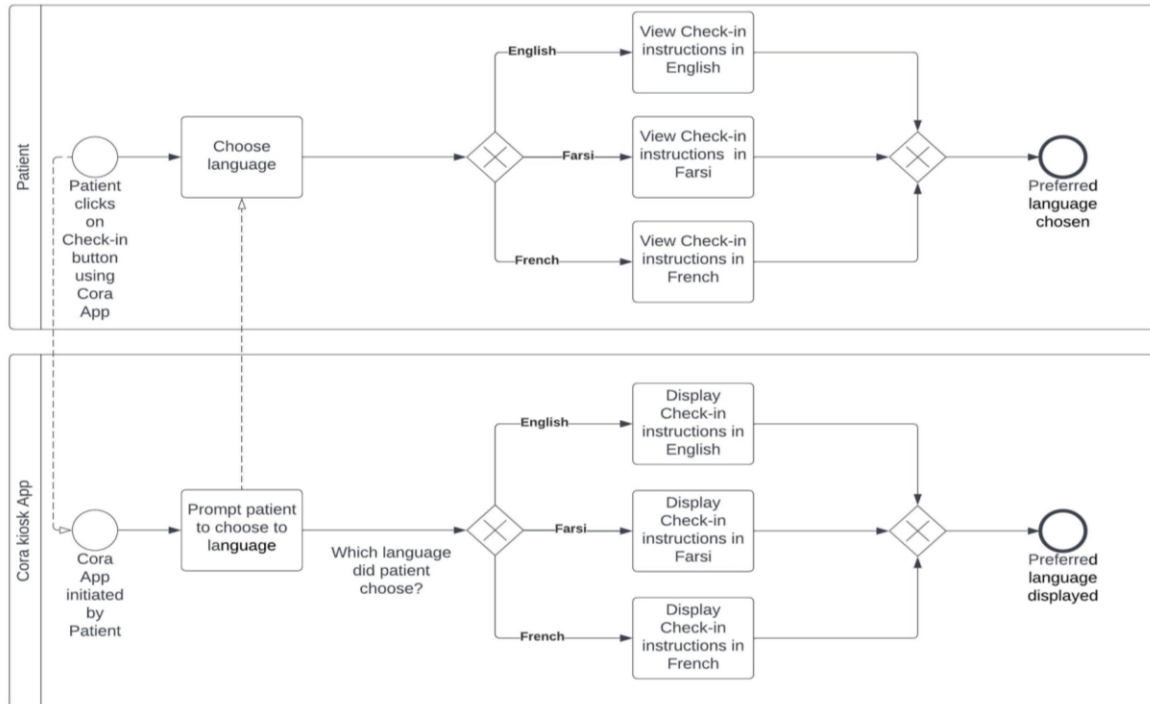 Patient
Patient
clicks
on
Check-in
button
using
Cora
App
Choose
language
English
Farsi
French
View Check-in
instructions in
English
View Check-in
instructions in
Farsi
View Check-in
instructions in
French
Preferred
language
chosen
Cora kiosk App
Cora
App
initiated
by
Patient
Prompt patient
to choose to
language
Which language
did patient
choose?
English
Farsi
French
Display
Check-in
instructions in
English
Display
Check-in
instructions in
Farsi
Display
Check-in
instructions in
French
Preferred
language
displayed